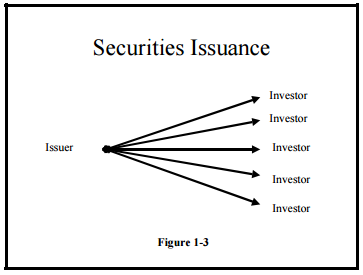 Securities Issuance
Investor
Investor
Issuer
Investor
Investor
Investor
Figure 1-3